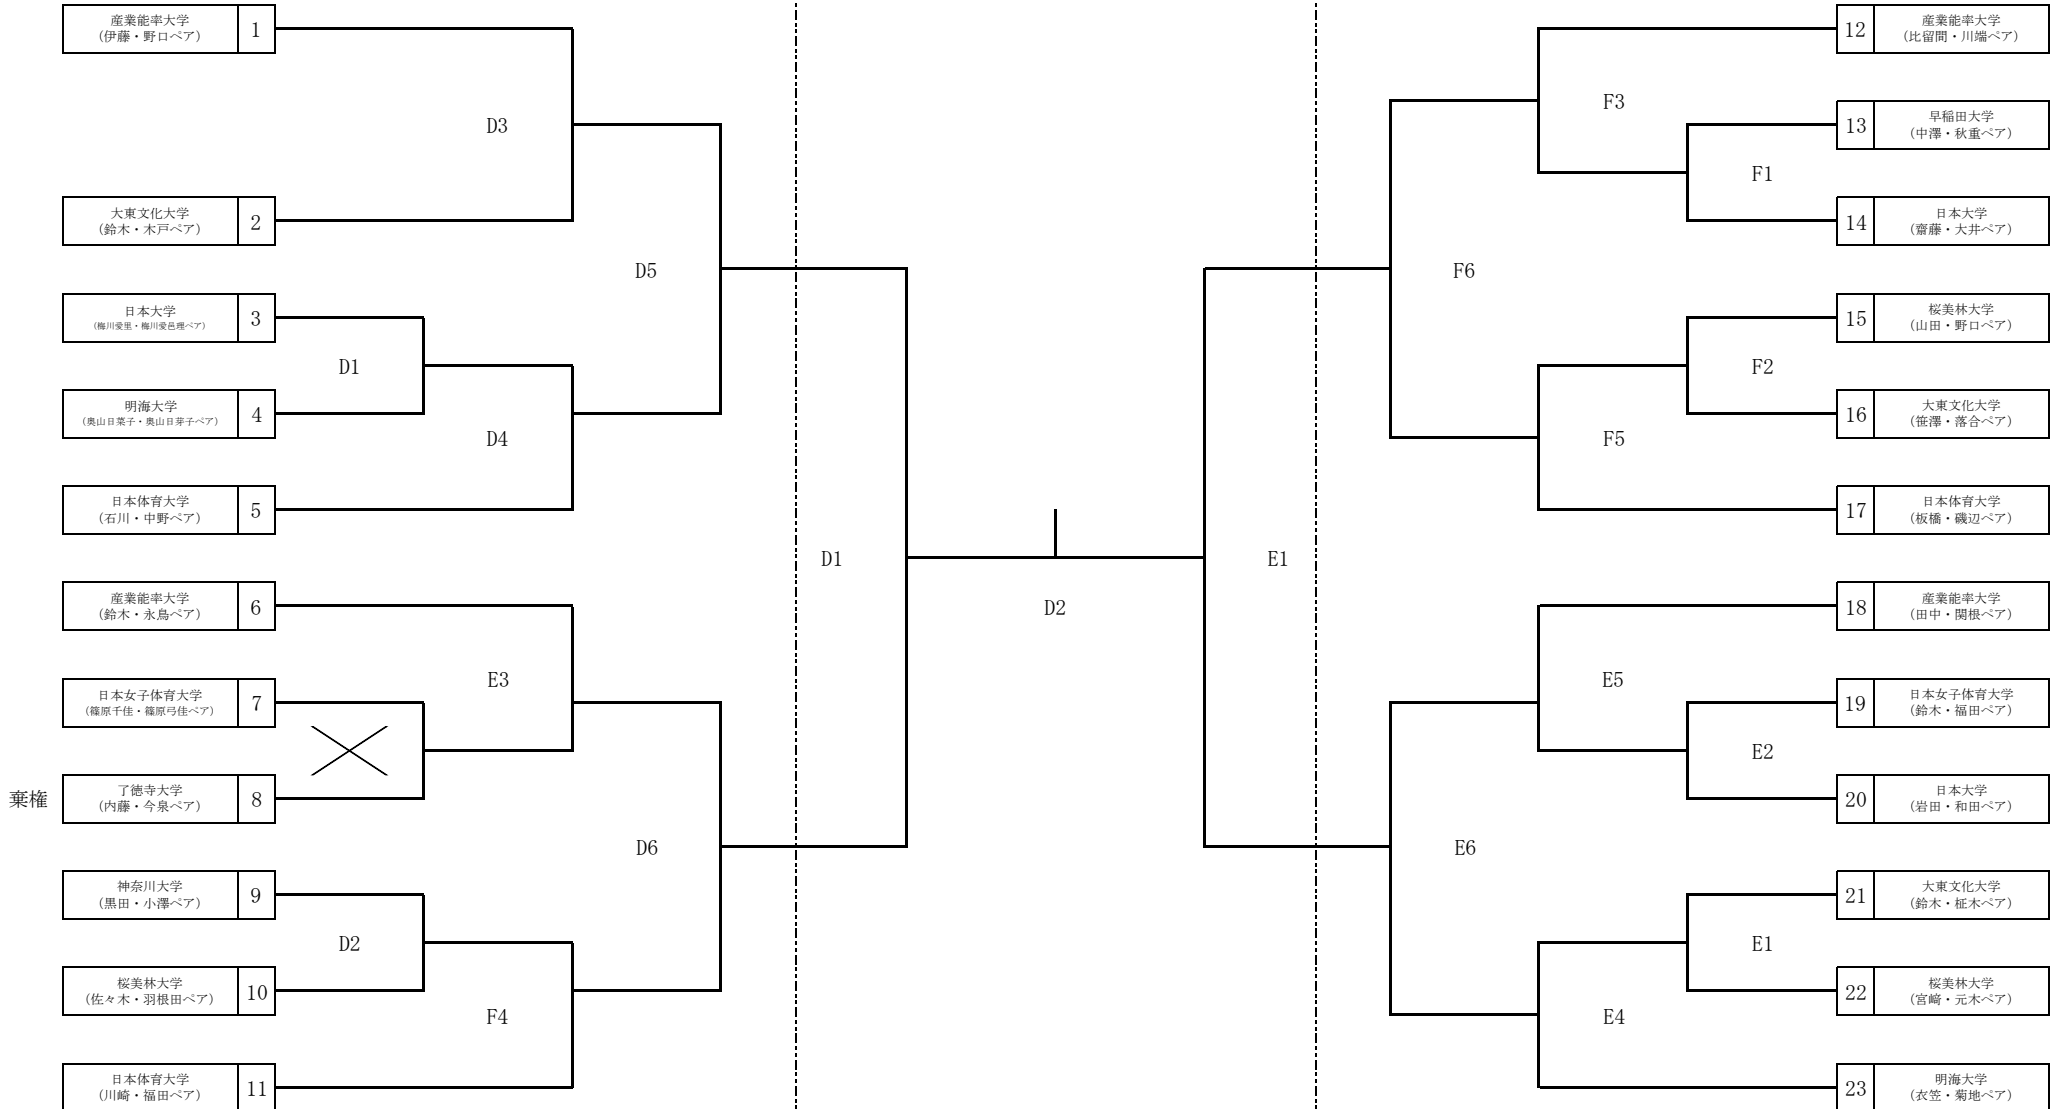 産業能率大学
(伊藤・野口ペア)
1
D3
大東文化大学
(鈴木・木戸ペア)
2
D5
日本大学
(梅川愛里・梅川愛邑理ペア)
3
D1
明海大学
(奥山日菜子・奥山日芽子ペア)
4
D4
日本体育大学
(石川・中野ペア)
5
D1
産業能率大学
(鈴木・永鳥ペア)
6
E3
日本女子体育大学
(篠原千佳・篠原弓佳ペア)
7
棄権
了徳寺大学
(内藤・今泉ペア)
8
D6
神奈川大学
(黒田・小澤ペア)
9
D2
桜美林大学
(佐々木・羽根田ペア)
10
F4
日本体育大学
(川崎・福田ペア)
11
D2
12
産業能率大学
(比留間・川端ペア)
F3
13
早稲田大学
(中澤・秋重ペア)
F1
14
日本大学
(齋藤・大井ペア)
F6
15
桜美林大学
(山田・野口ペア)
F2
16
大東文化大学
(笹澤・落合ペア)
F5
17
日本体育大学
(板橋・磯辺ペア)
E1
18
産業能率大学
(田中・関根ペア)
E5
19
日本女子体育大学
(鈴木・福田ペア)
E2
20
日本大学
(岩田・和田ペア)
E6
21
大東文化大学
(鈴木・柾木ペア)
E1
22
桜美林大学
(宮﨑・元木ペア)
E4
23
明海大学
(衣笠・菊地ペア)